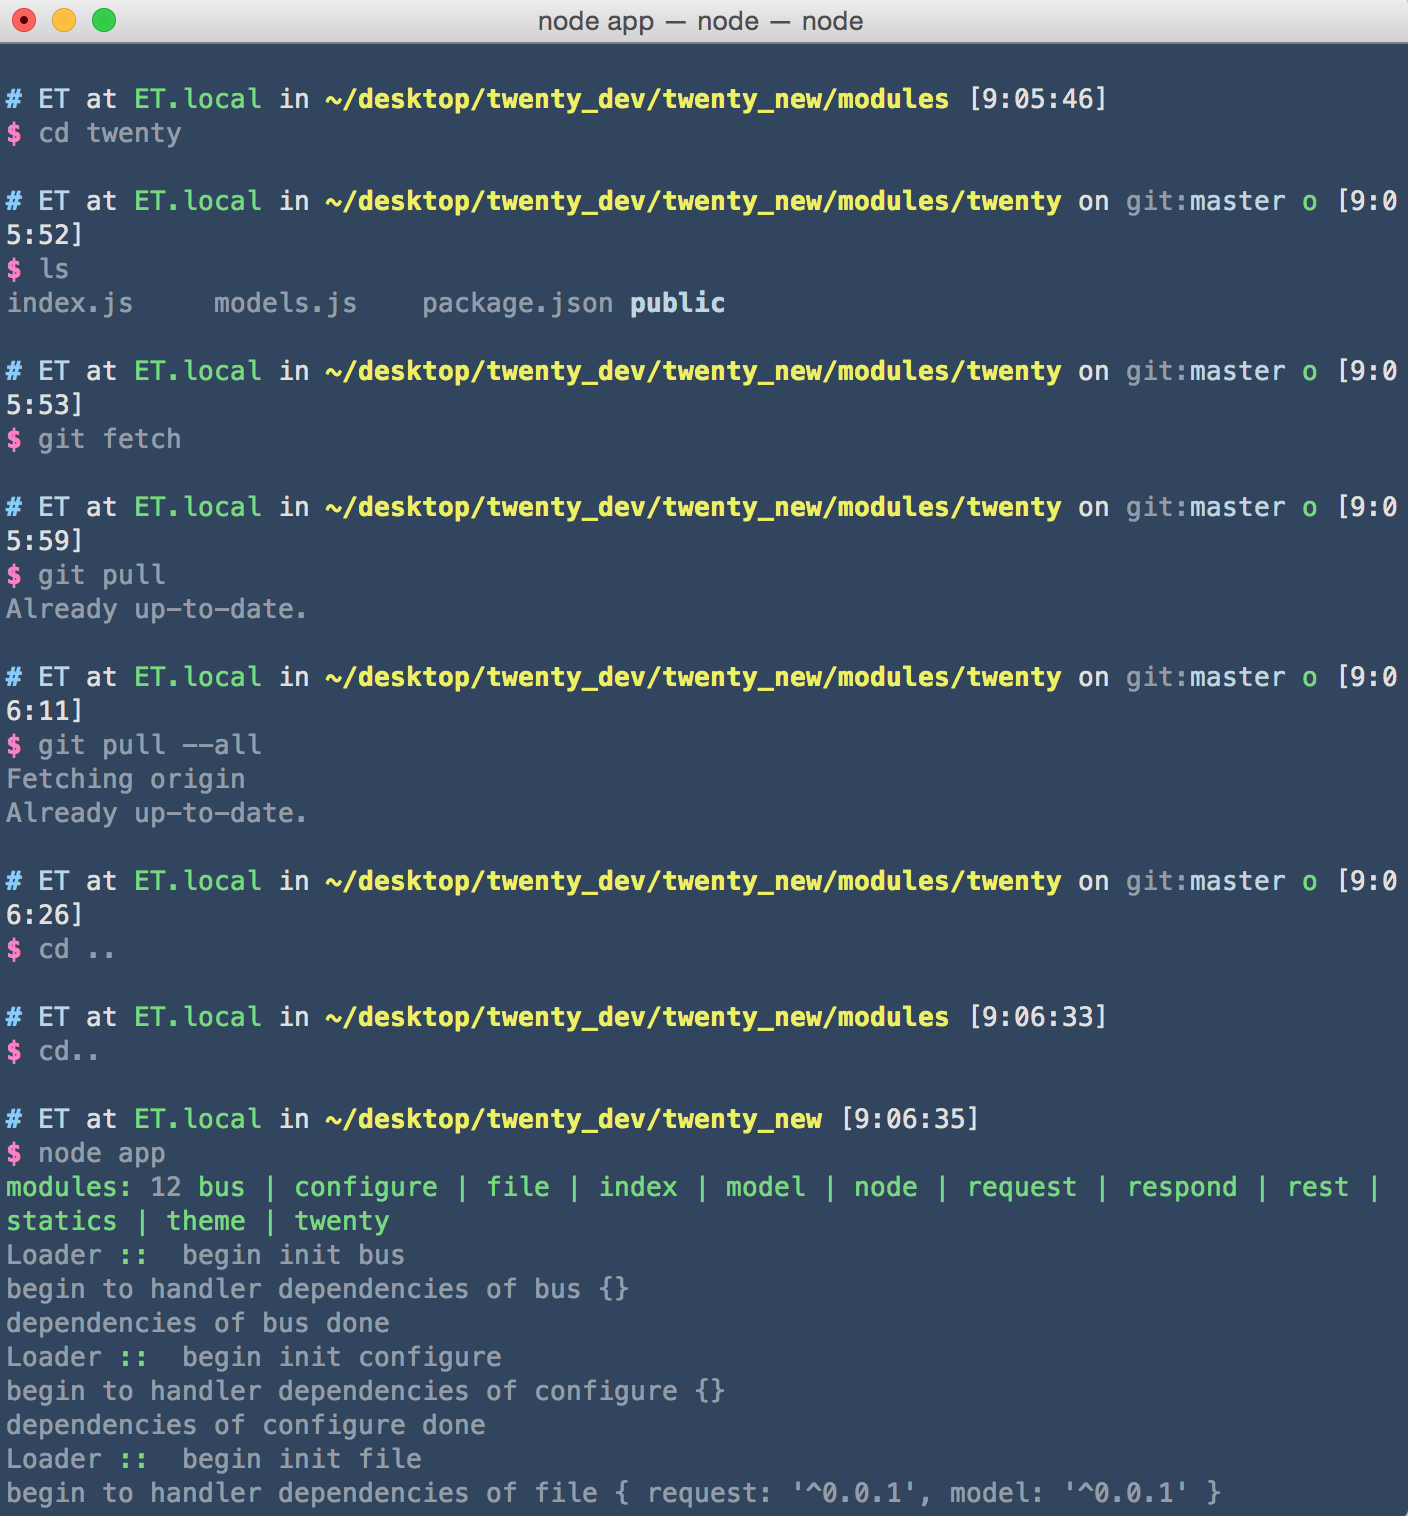 node app — node — node
# ET at ET.local in ~/desktop/twenty_dev/twenty_new/modules [9:05:46]
$ cd twenty
# ET at ET.local in ~/desktop/twenty_dev/twenty_new/modules/twenty on git:master o [9:0
5:52]
$ ls
index.js     models.js    package.json public
# ET at ET.local in ~/desktop/twenty_dev/twenty_new/modules/twenty on git:master o [9:0
5:53]
$ git fetch
# ET at ET.local in ~/desktop/twenty_dev/twenty_new/modules/twenty on git:master o [9:0
5:59]
$ git pull
Already up-to-date.
# ET at ET.local in ~/desktop/twenty_dev/twenty_new/modules/twenty on git:master o [9:0
6:11]
$ git pull --all
Fetching origin
Already up-to-date.
# ET at ET.local in ~/desktop/twenty_dev/twenty_new/modules/twenty on git:master o [9:0
6:26]
$ cd ..
# ET at ET.local in ~/desktop/twenty_dev/twenty_new/modules [9:06:33]
$ cd..
# ET at ET.local in ~/desktop/twenty_dev/twenty_new [9:06:35]
$ node app
modules: 12 bus | configure | file | index | model | node | request | respond | rest |
statics | theme | twenty
Loader ::  begin init bus
begin to handler dependencies of bus {}
dependencies of bus done
Loader ::  begin init configure
begin to handler dependencies of configure {}
dependencies of configure done
Loader ::  begin init file
begin to handler dependencies of file { request: '^0.0.1', model: '^0.0.1' }